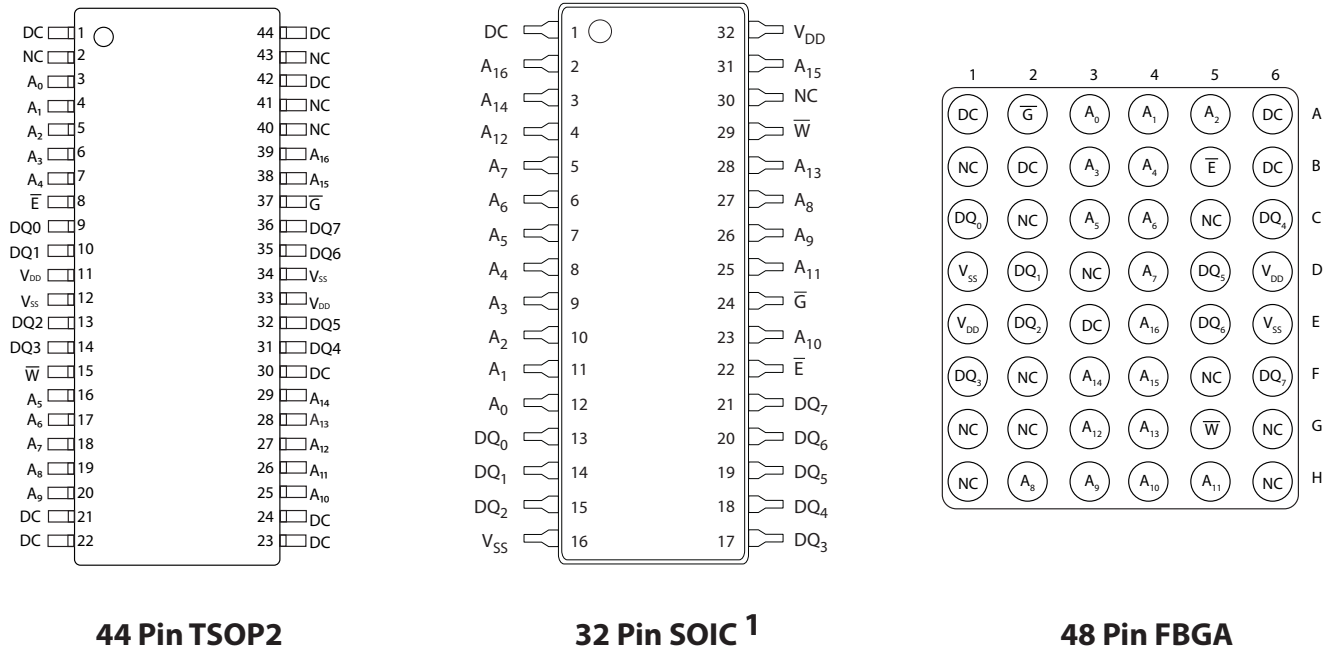 DC 1 44 DC
NC 2 43 NC
A0 3 42 DC
A1 4 41 NC
A2 5 40 NC
A3 6 39 A16
A4 7 38 A15
E̅ 8 37 G̅
DQ0 9 36 DQ7
DQ1 10 35 DQ6
VDD 11 34 VSS
VSS 12 33 VDD
DQ2 13 32 DQ5
DQ3 14 31 DQ4
W̅ 15 30 DC
A5 16 29 A14
A6 17 28 A13
A7 18 27 A12
A8 19 26 A11
A9 20 25 A10
DC 21 24 DC
DC 22 23 DC
44 Pin TSOP2
DC 1 32 VDD
A16 2 31 A15
A14 3 30 NC
A12 4 29 W̅
A7 5 28 A13
A6 6 27 A8
A5 7 26 A9
A4 8 25 A11
A3 9 24 G̅
A2 10 23 A10
A1 11 22 E̅
A0 12 21 DQ7
DQ0 13 20 DQ6
DQ1 14 19 DQ5
DQ2 15 18 DQ4
VSS 16 17 DQ3
32 Pin SOIC 1
1 2 3 4 5 6
DC G̅ A0 A1 A2 DC A
NC DC A3 A4 E̅ DC B
DQ0 NC A5 A6 NC DQ4 C
VSS DQ1 NC A7 DQ5 VDD D
VDD DQ2 DC A16 DQ6 VSS E
DQ3 NC A14 A15 NC DQ7 F
NC NC A12 A13 W̅ NC G
NC A8 A9 A10 A11 NC H
48 Pin FBGA